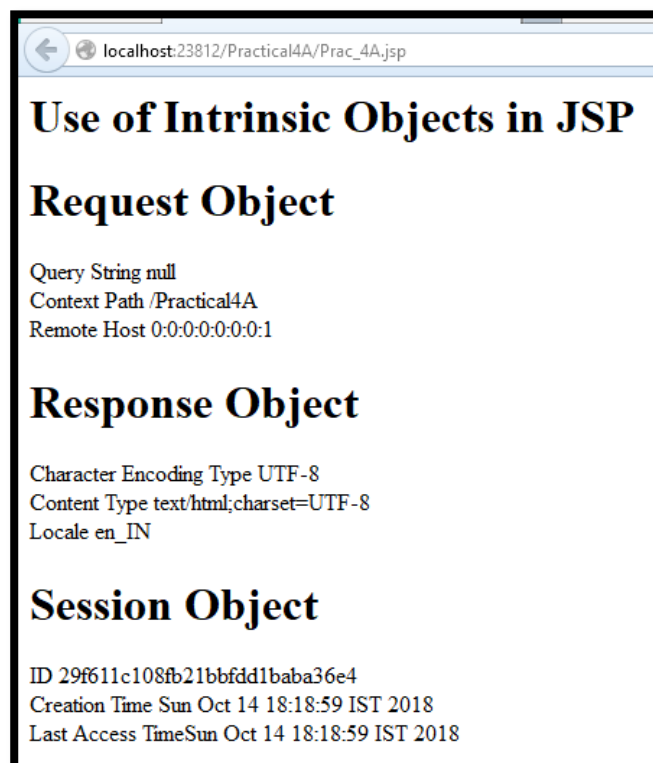 localhost:23812/Practical4A/Prac_4A.jsp
Use of Intrinsic Objects in JSP
Request Object
Query String null
Context Path /Practical4A
Remote Host 0:0:0:0:0:0:0:1
Response Object
Character Encoding Type UTF-8
Content Type text/html;charset=UTF-8
Locale en_IN
Session Object
ID 29f611c108fb21bbfdd1baba36e4
Creation Time Sun Oct 14 18:18:59 IST 2018
Last Access TimeSun Oct 14 18:18:59 IST 2018